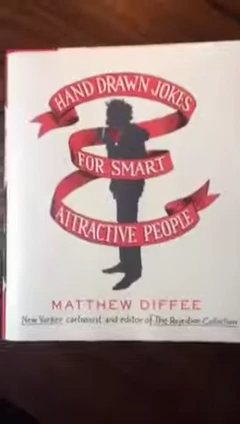 HAND DRAWN JOKES
FOR SMART
ATTRACTIVE PEOPLE
MATTHEW DIFFEE
New Yorker cartoonist and editor of The Rejection Collection